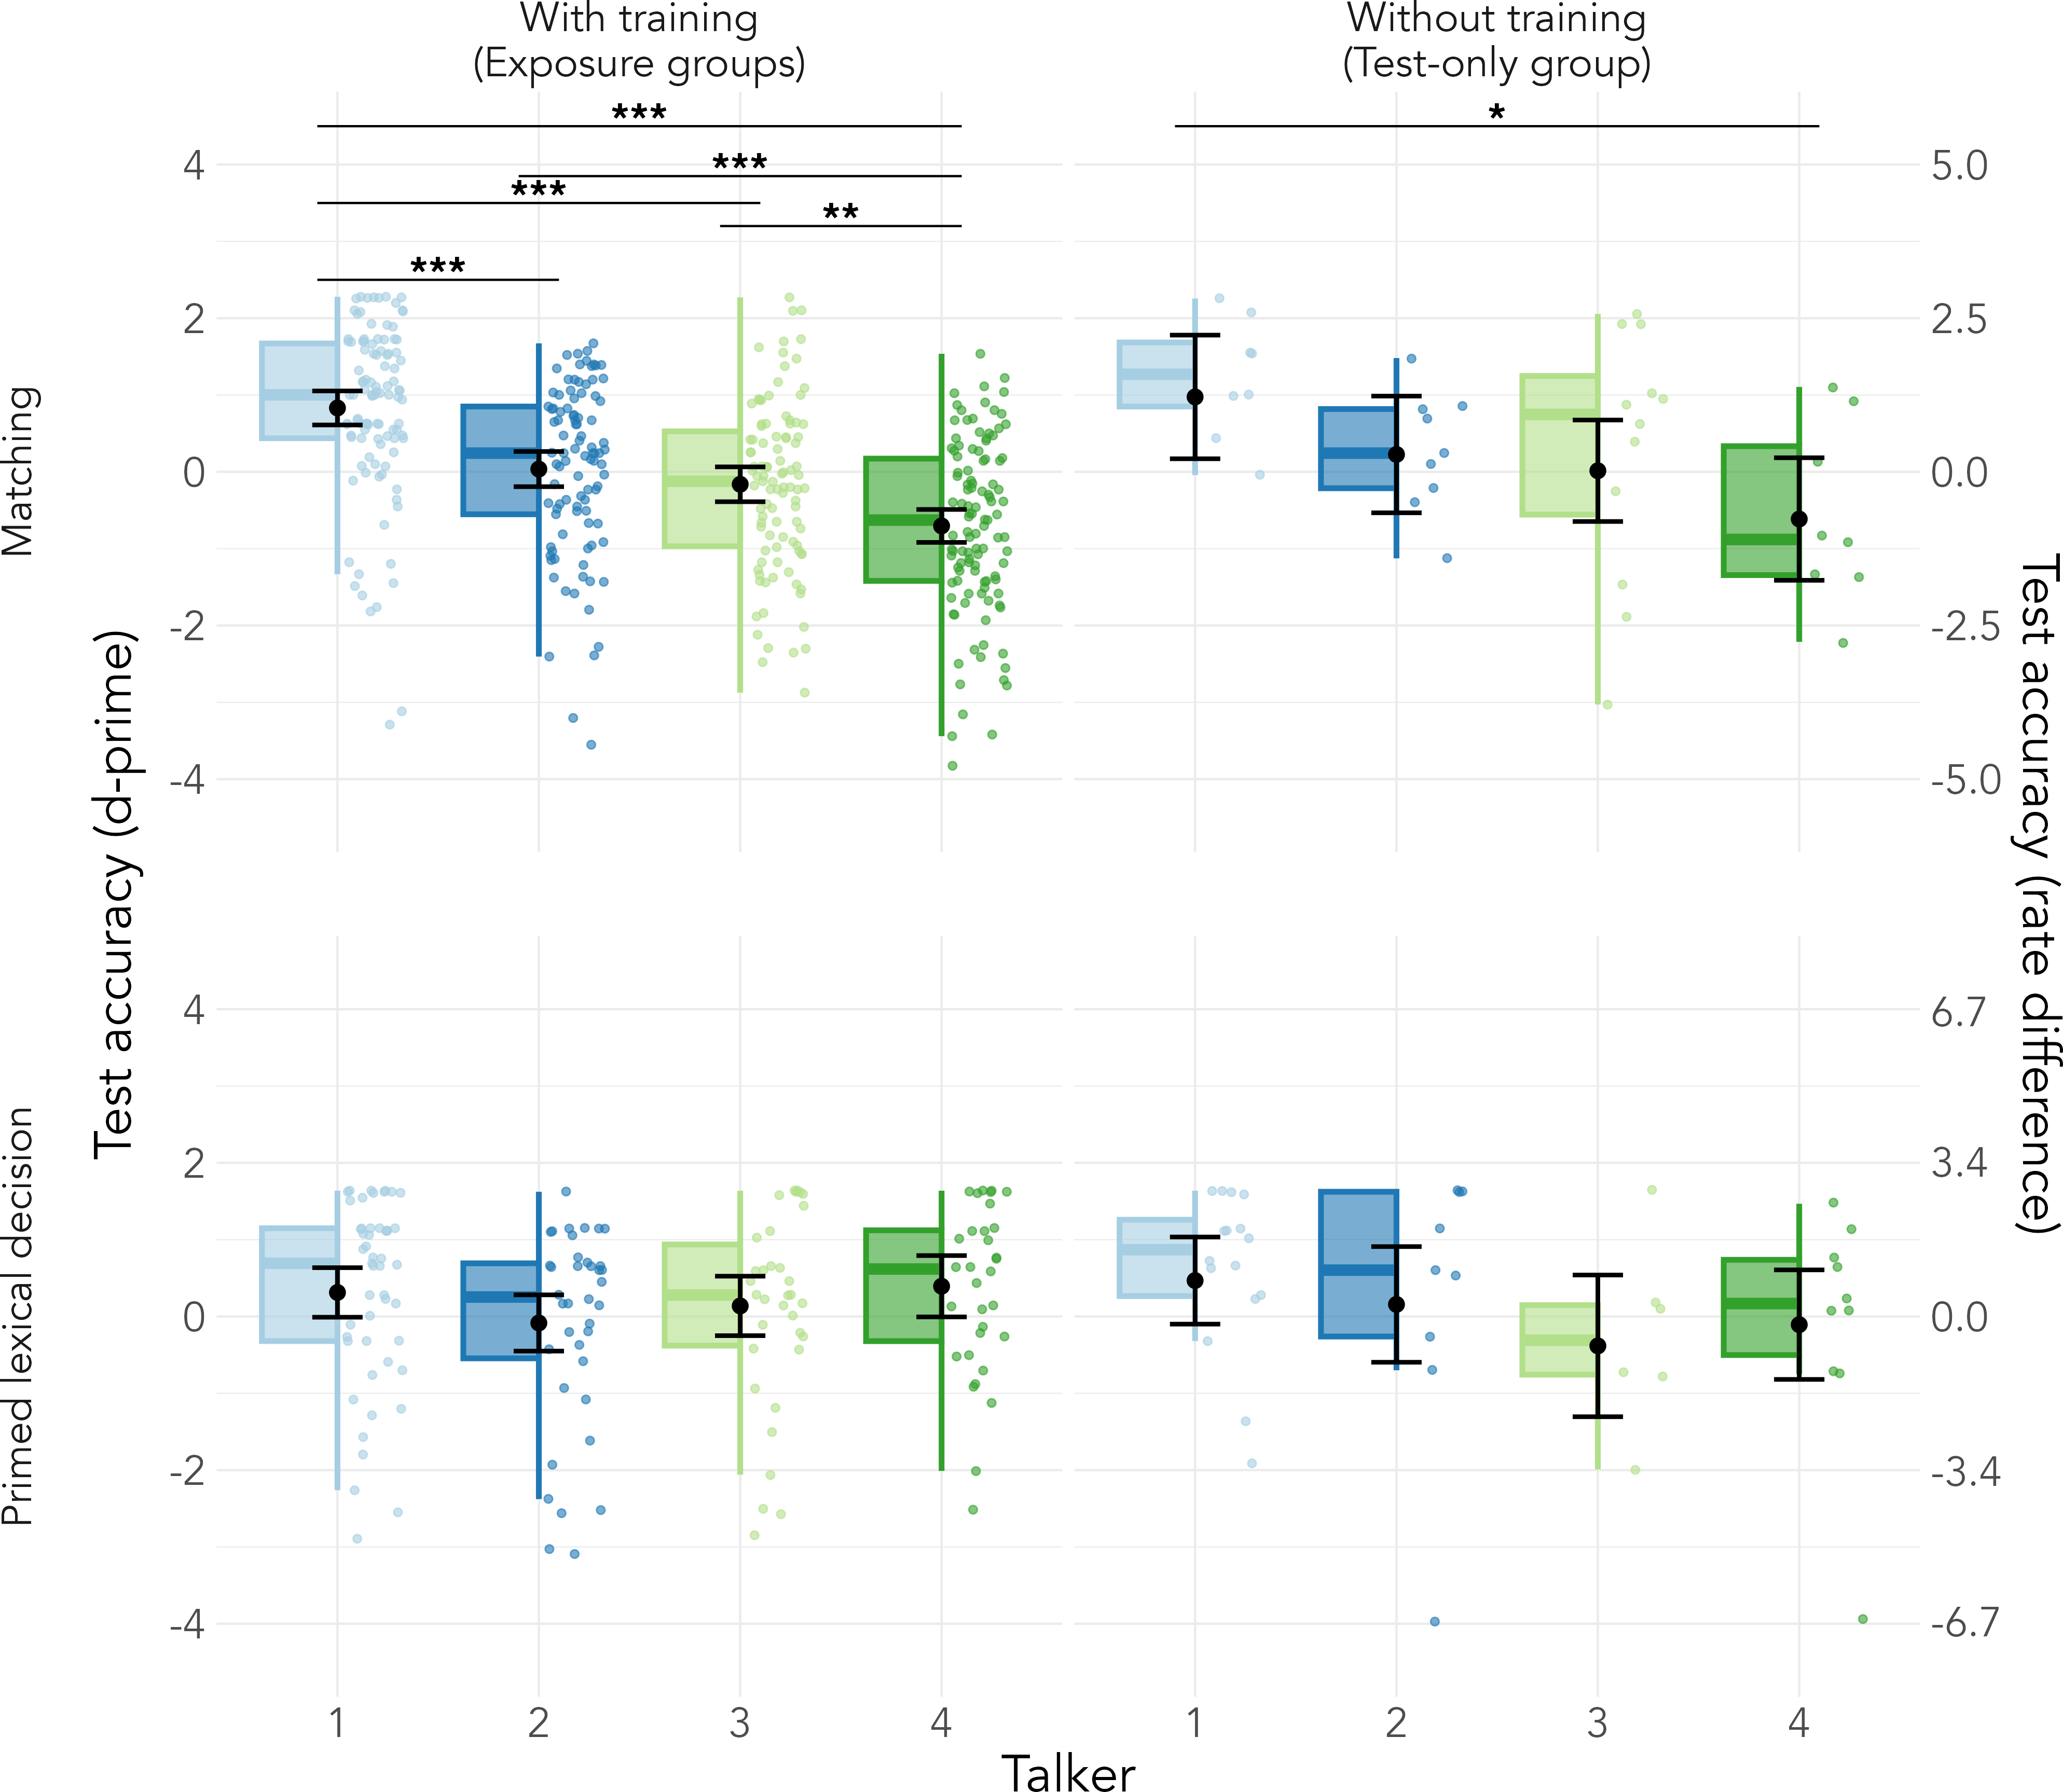 With training
(Exposure groups)
Without training
(Test-only group)
***
*
***
***
**
***
Matching
4
2
0
-2
-4
5.0
2.5
0.0
-2.5
-5.0
Test accuracy (d-prime)
Test accuracy (rate difference)
Primed lexical decision
4
2
0
-2
-4
6.7
3.4
0.0
-3.4
-6.7
1 2 3 4 1 2 3 4
Talker